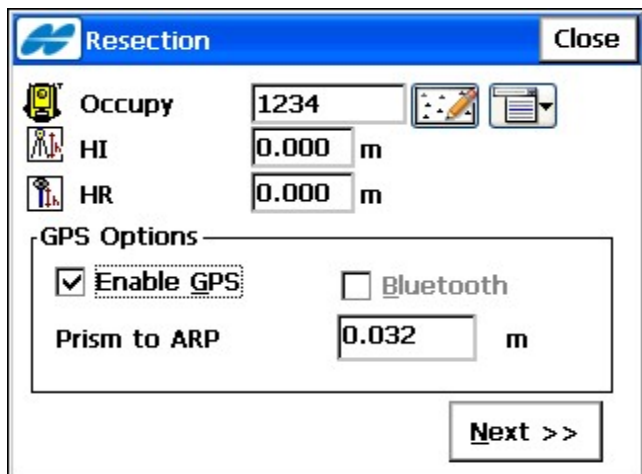 Resection Close
Occupy 1234
HI 0.000 m
HR 0.000 m
GPS Options
Enable GPS Bluetooth
Prism to ARP 0.032 m
Next >>